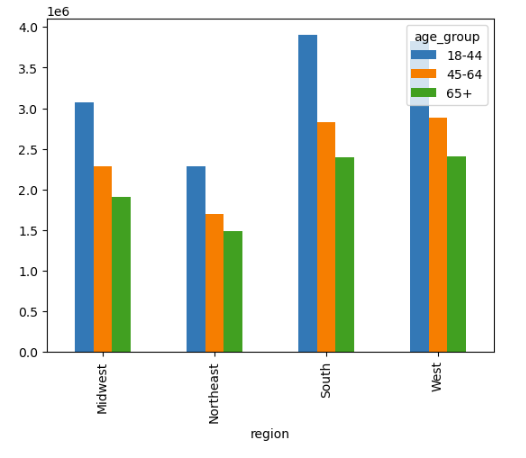 1e6
age_group
18-44
45-64
65+
4.0
3.5
3.0
2.5
2.0
1.5
1.0
0.5
0.0
Midwest
Northeast
South
West
region